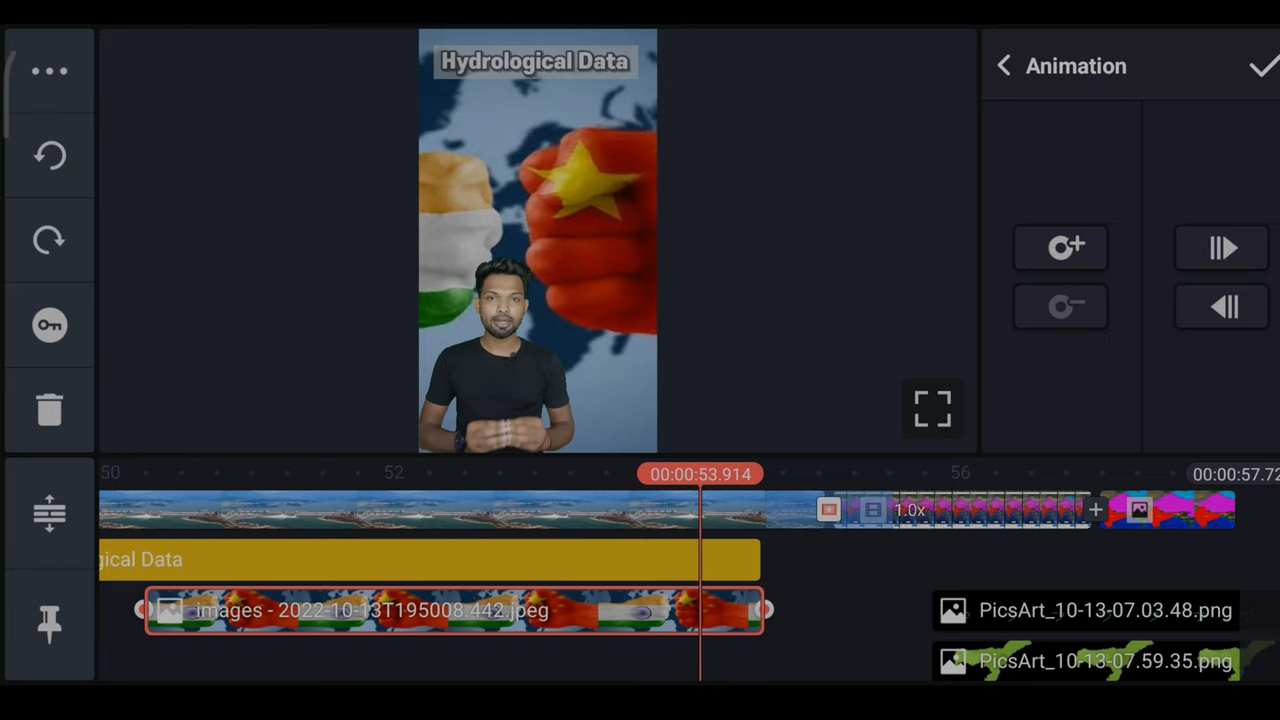 Hydrological Data
Animation
50
52
00:00:53.914
56
00:00:57.72
1.0x
gical Data
images - 2022-10-13T195008.442.jpeg
PicsArt_10-13-07.03.48.png
PicsArt_10-13-07.59.35.png